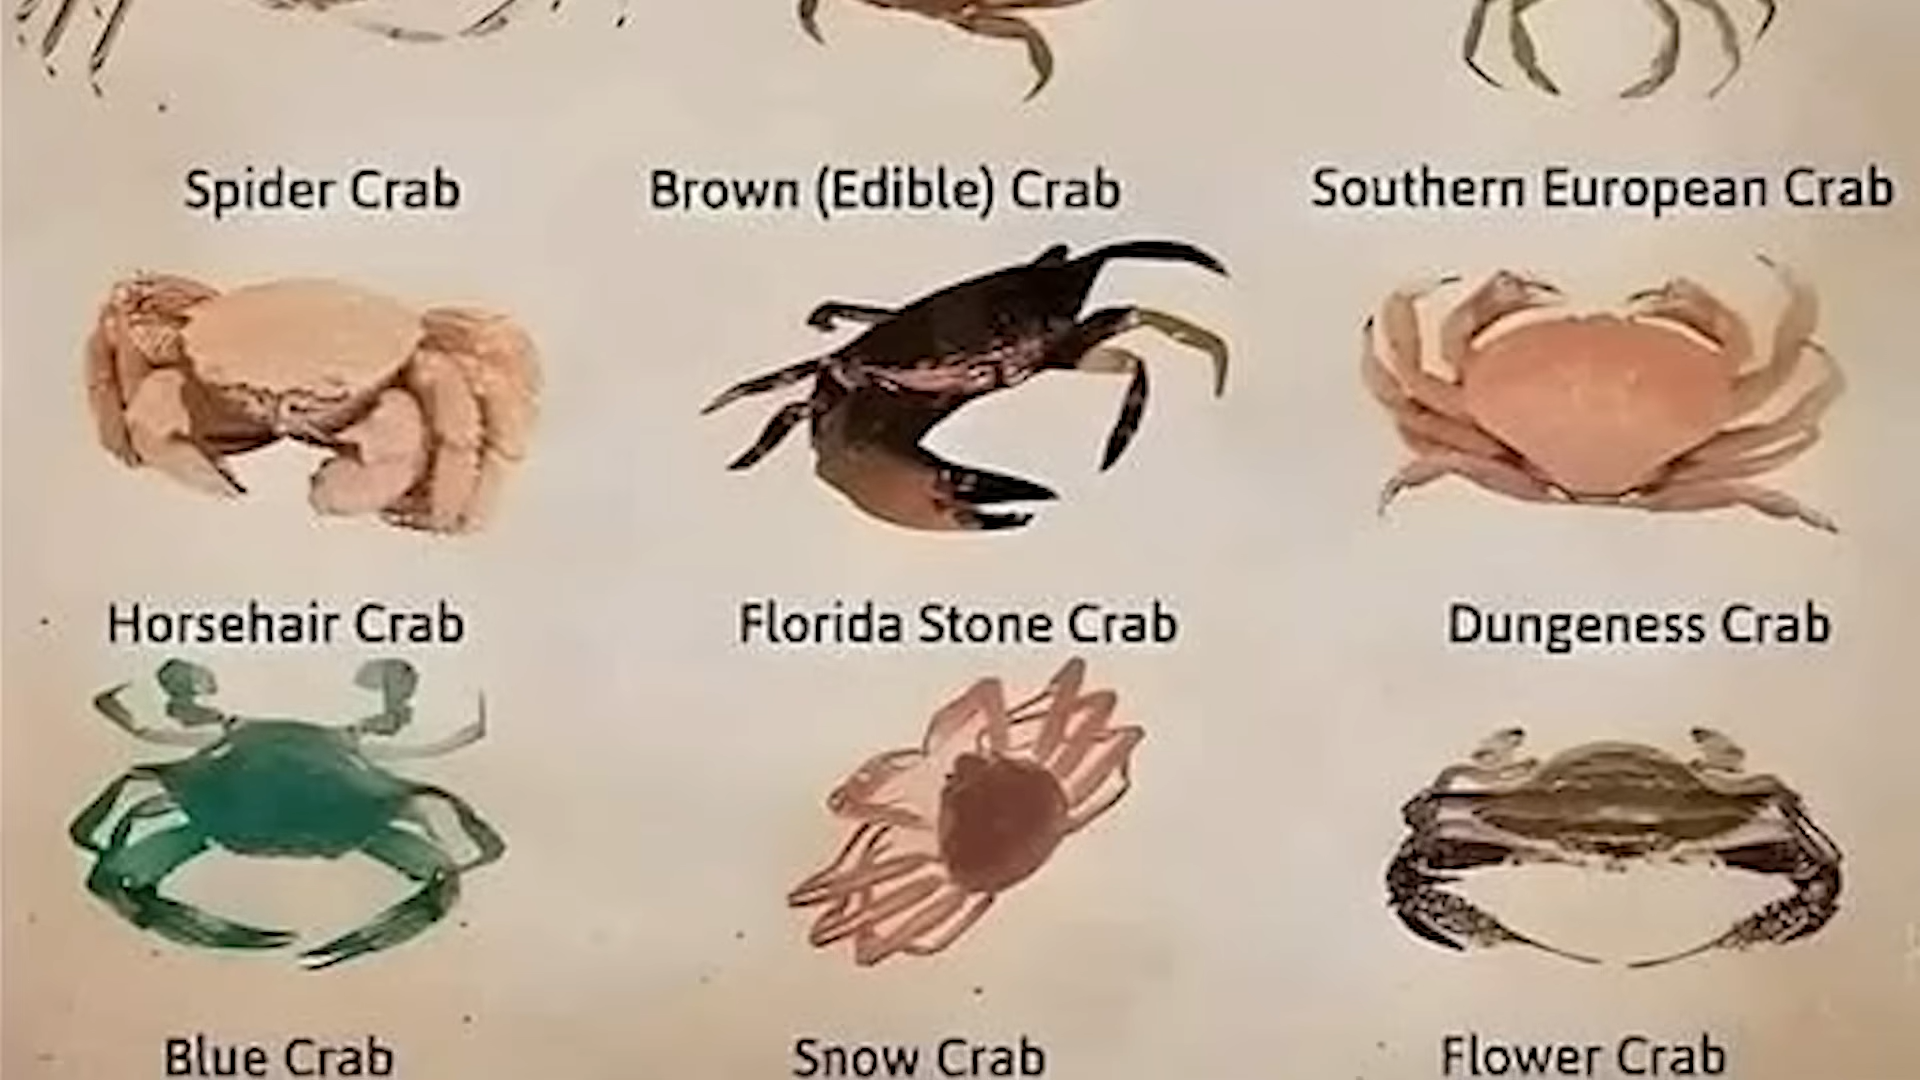 Spider Crab
Brown (Edible) Crab
Southern European Crab
Horsehair Crab
Florida Stone Crab
Dungeness Crab
Blue Crab
Snow Crab
Flower Crab